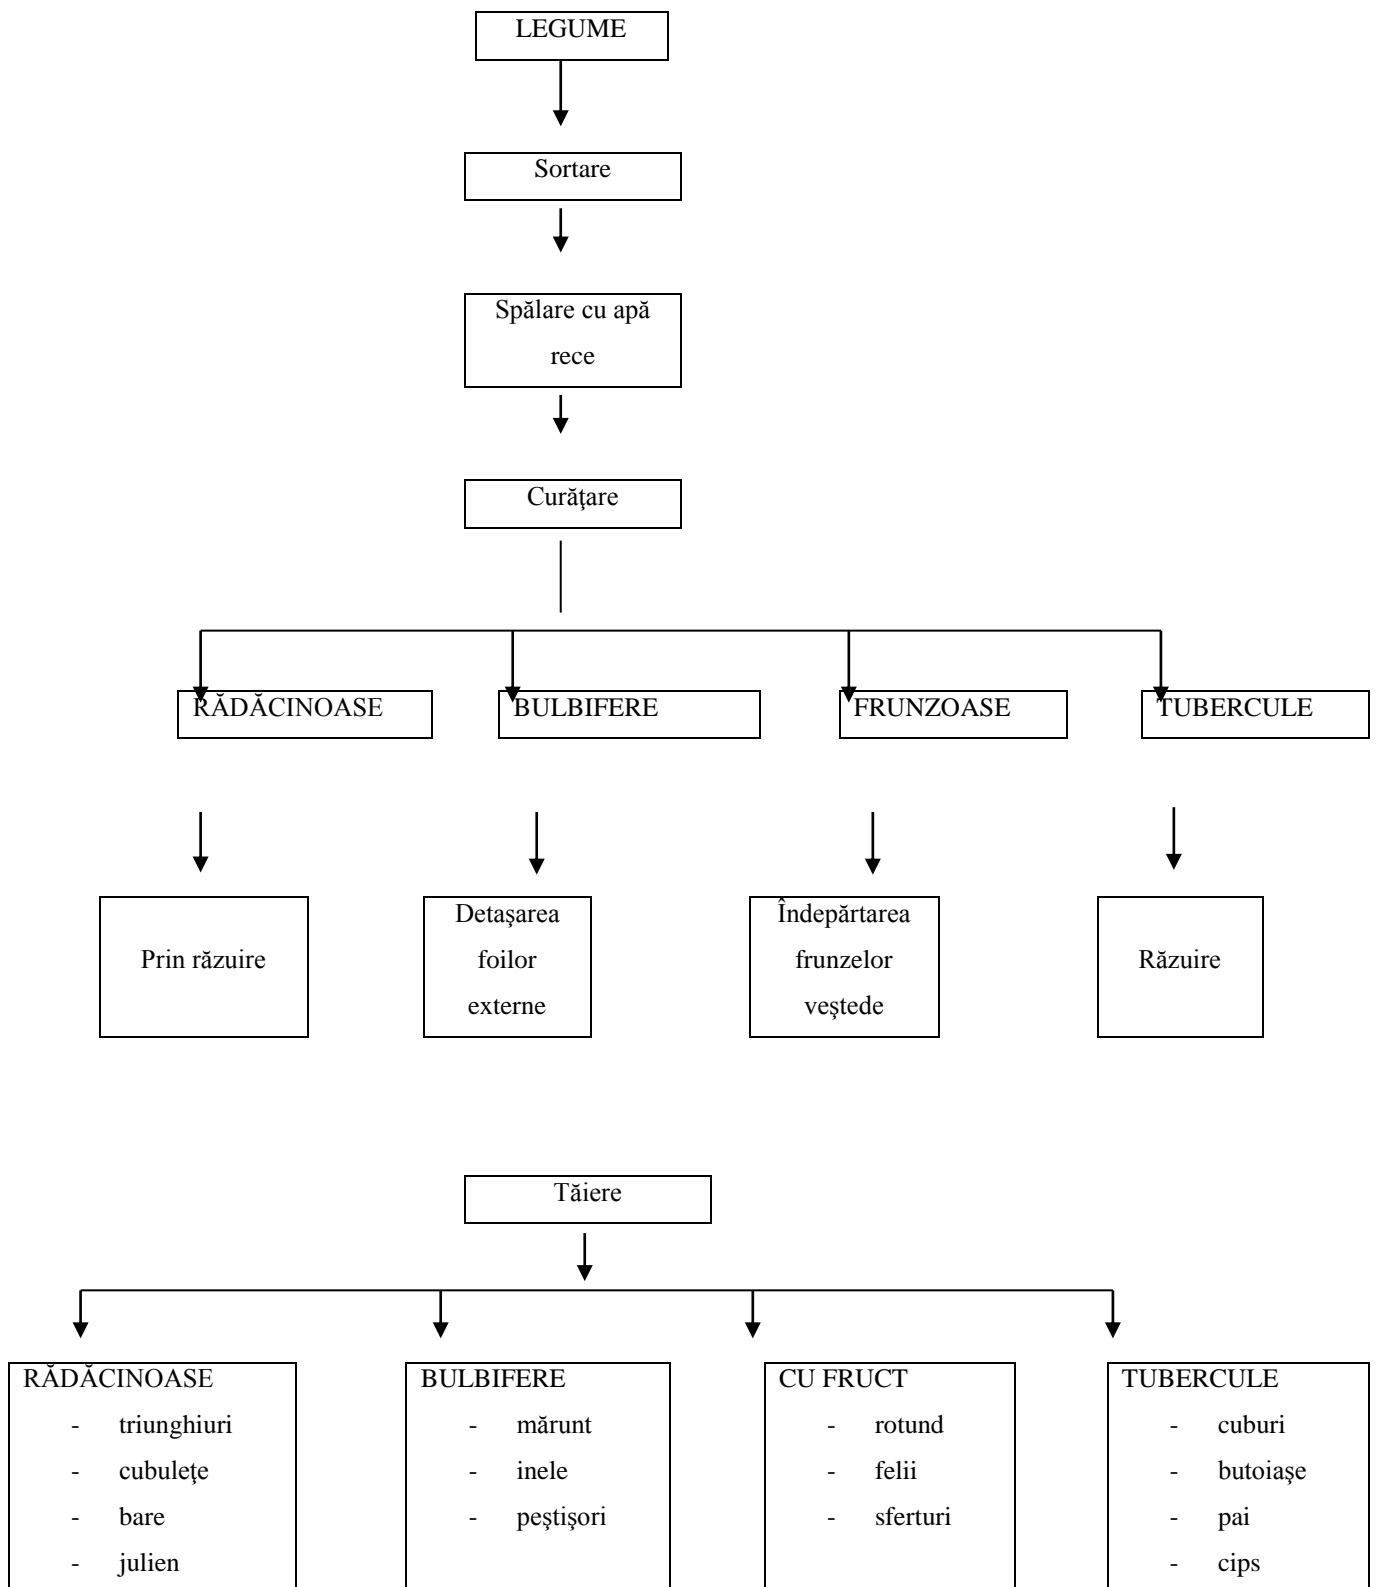 LEGUME
Sortare
Spălare cu apă
rece
Curăţare
RĂDĂCINOASE
BULBIFERE
FRUNZOASE
TUBERCULE
Prin răzuire
Detaşarea
foilor
externe
Îndepărtarea
frunzelor
veştede
Răzuire
Tăiere
RĂDĂCINOASE
- triunghiuri
- cubuleţe
- bare
- julien
BULBIFERE
- mărunt
- inele
- peştişori
CU FRUCT
- rotund
- felii
- sferturi
TUBERCULE
- cuburi
- butoiaşe
- pai
- cips